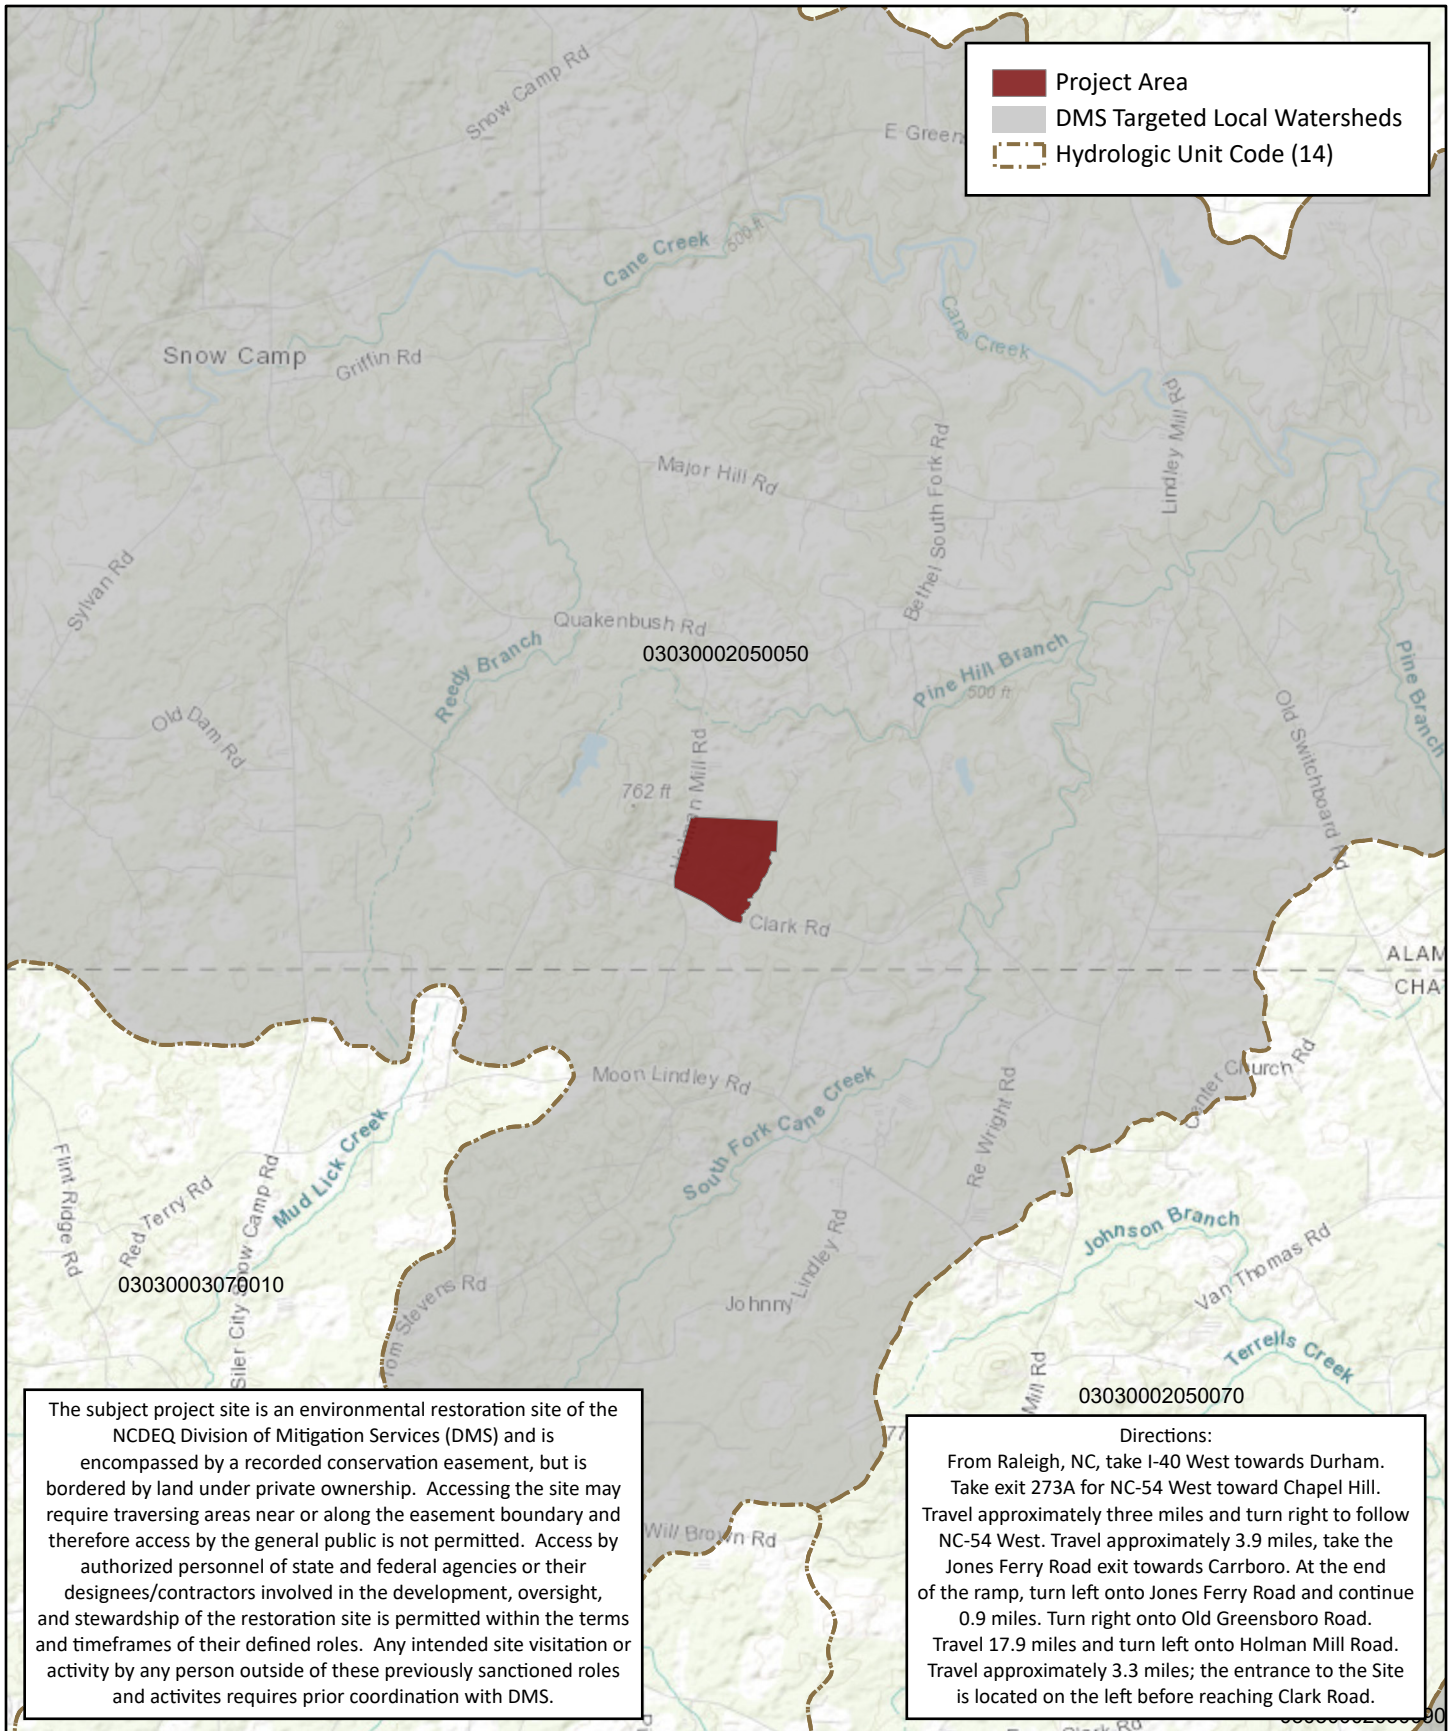 Project Area
DMS Targeted Local Watersheds
Hydrologic Unit Code (14)
Snow Camp Rd
E Green
Cane Creek
500 ft
Cane Creek
Snow Camp
Griffin Rd
Lindley Mill Rd
Major Hill Rd
Bethel South Fork Rd
Sylvan Rd
Quakenbush Rd
03030002050050
Reedy Branch
Pine Hill Branch
500 ft
Pine Branch
Old Dam Rd
Old Switchboard Rd
762 ft
Holman Mill Rd
Clark Rd
ALAM
CHA
Moon Lindley Rd
South Fork Cane Creek
Re Wright Rd
Center Church Rd
Flint Ridge Rd
Red Terry Rd
Mud Lick Creek
Siler City Snow Camp Rd
03030003070010
Tom Stevens Rd
Johnny Lindley Rd
Johnson Branch
Van Thomas Rd
Terrells Creek
Mill Rd
03030002050070
77
Will Brown Rd
The subject project site is an environmental restoration site of the
NCDEQ Division of Mitigation Services (DMS) and is
encompassed by a recorded conservation easement, but is
bordered by land under private ownership.  Accessing the site may
require traversing areas near or along the easement boundary and
therefore access by the general public is not permitted.  Access by
authorized personnel of state and federal agencies or their
designees/contractors involved in the development, oversight,
and stewardship of the restoration site is permitted within the terms
and timeframes of their defined roles.  Any intended site visitation or
activity by any person outside of these previously sanctioned roles
and activites requires prior coordination with DMS.
Directions:
From Raleigh, NC, take I-40 West towards Durham.
Take exit 273A for NC-54 West toward Chapel Hill.
Travel approximately three miles and turn right to follow
NC-54 West. Travel approximately 3.9 miles, take the
Jones Ferry Road exit towards Carrboro. At the end
of the ramp, turn left onto Jones Ferry Road and continue
0.9 miles. Turn right onto Old Greensboro Road.
Travel 17.9 miles and turn left onto Holman Mill Road.
Travel approximately 3.3 miles; the entrance to the Site
is located on the left before reaching Clark Road.
Clark Rd